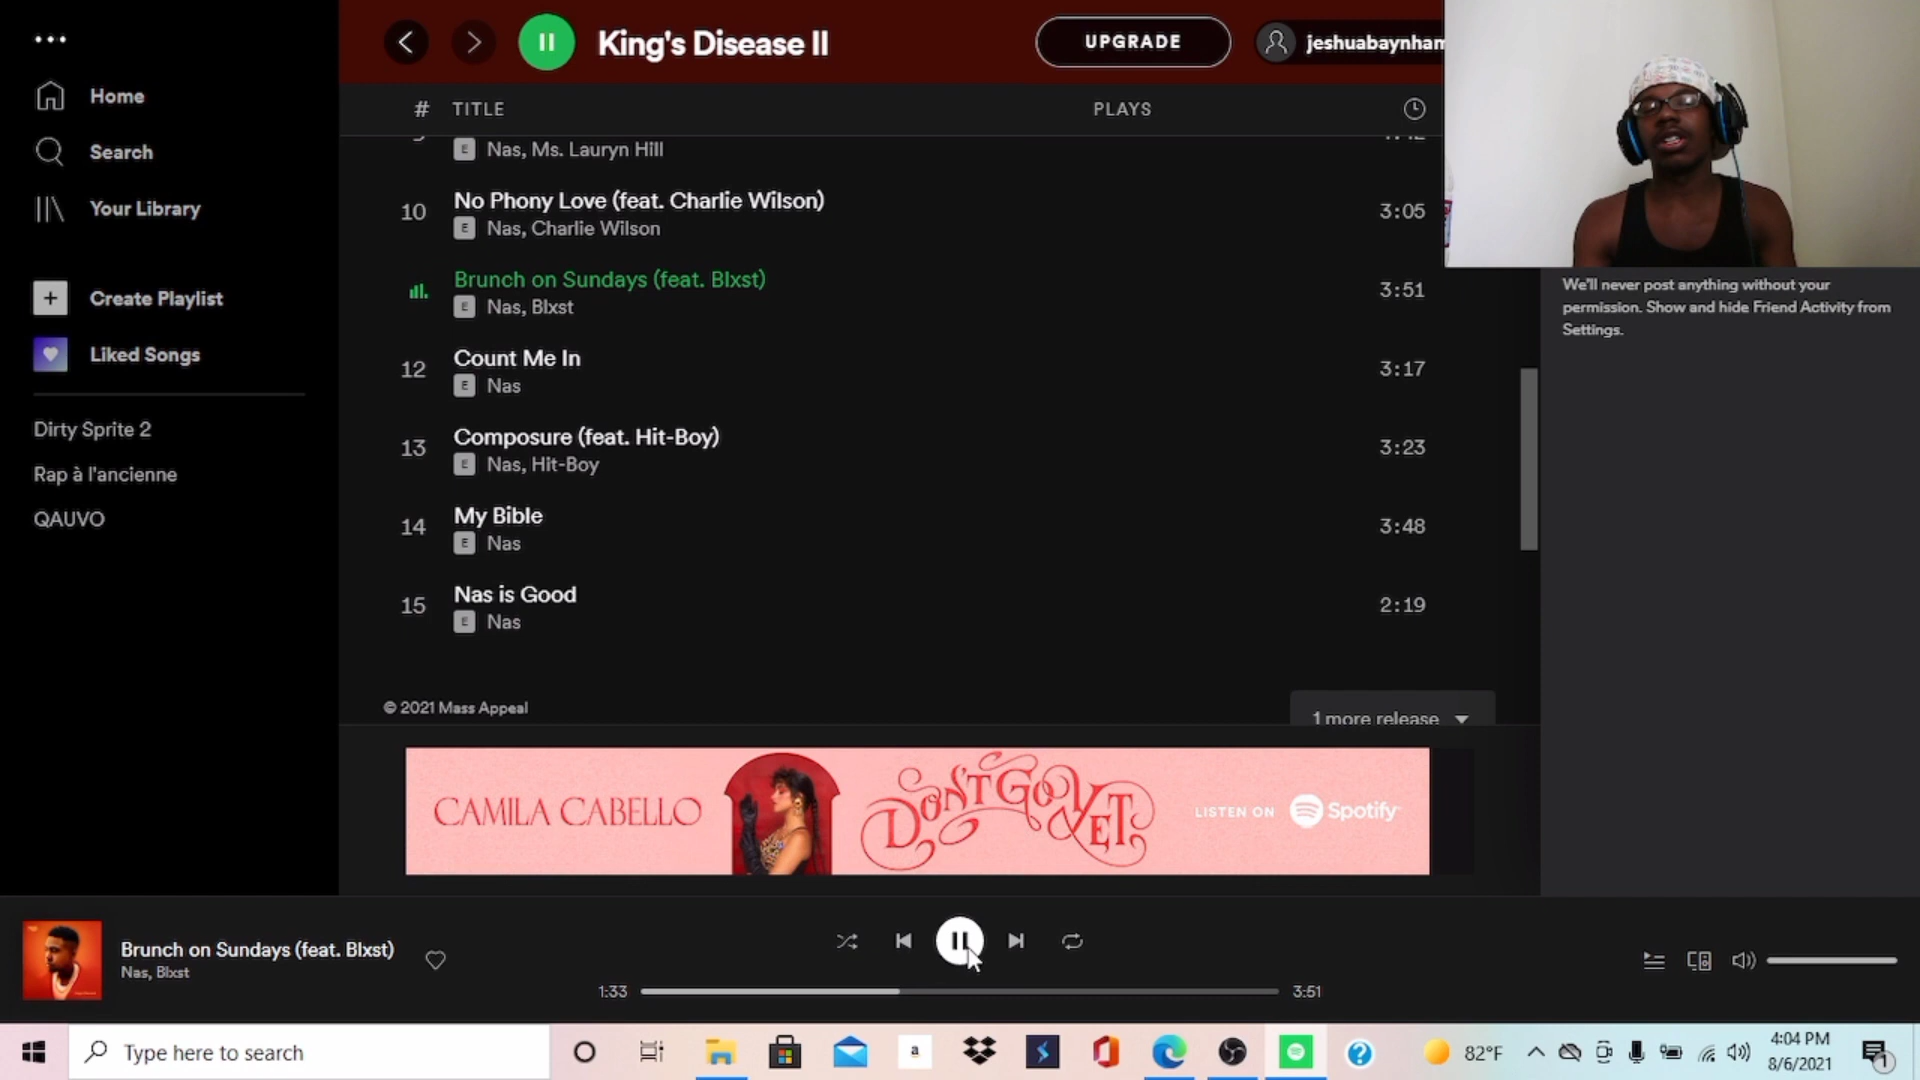 King's Disease II
UPGRADE
jeshuabaynham
Home
Search
Your Library
Create Playlist
Liked Songs
Dirty Sprite 2
Rap à l'ancienne
QAUVO
# TITLE PLAYS
E Nas, Ms. Lauryn Hill
10 No Phony Love (feat. Charlie Wilson) 3:05
E Nas, Charlie Wilson
Brunch on Sundays (feat. Blxst) 3:51
E Nas, Blxst
12 Count Me In 3:17
E Nas
13 Composure (feat. Hit-Boy) 3:23
E Nas, Hit-Boy
14 My Bible 3:48
E Nas
15 Nas is Good 2:19
E Nas
© 2021 Mass Appeal
1 more release
We'll never post anything without your
permission. Show and hide Friend Activity from
Settings.
CAMILA CABELLO DON'T GO YET LISTEN ON Spotify
Brunch on Sundays (feat. Blxst)
Nas, Blxst
1:33 3:51
Type here to search
a
82°F
4:04 PM
8/6/2021
1